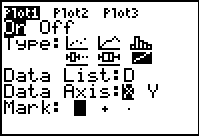 Plot1 Plot2 Plot3
On Off
Type:
Data List:D
Data Axis:X Y
Mark: ▫ + ·